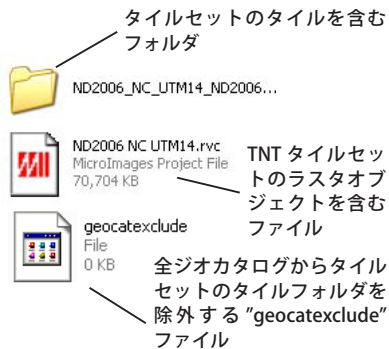 タイルセットのタイルを含む
フォルダ
ND2006_NC_UTM14_ND2006...
ND2006 NC UTM14.rvc
MicroImages Project File
70,704 KB
TNT タイルセッ
トのラスタオブ
ジェクトを含む
ファイル
geocatexclude
File
0 KB
全ジオカタログからタイル
セットのタイルフォルダを
除外する "geocatexclude"
ファイル